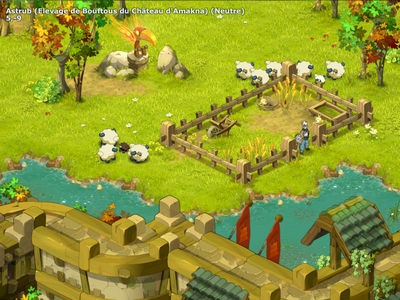 Astrub (Elevage de Bouftous du Château d'Amakna) (Neutre)
5, -9